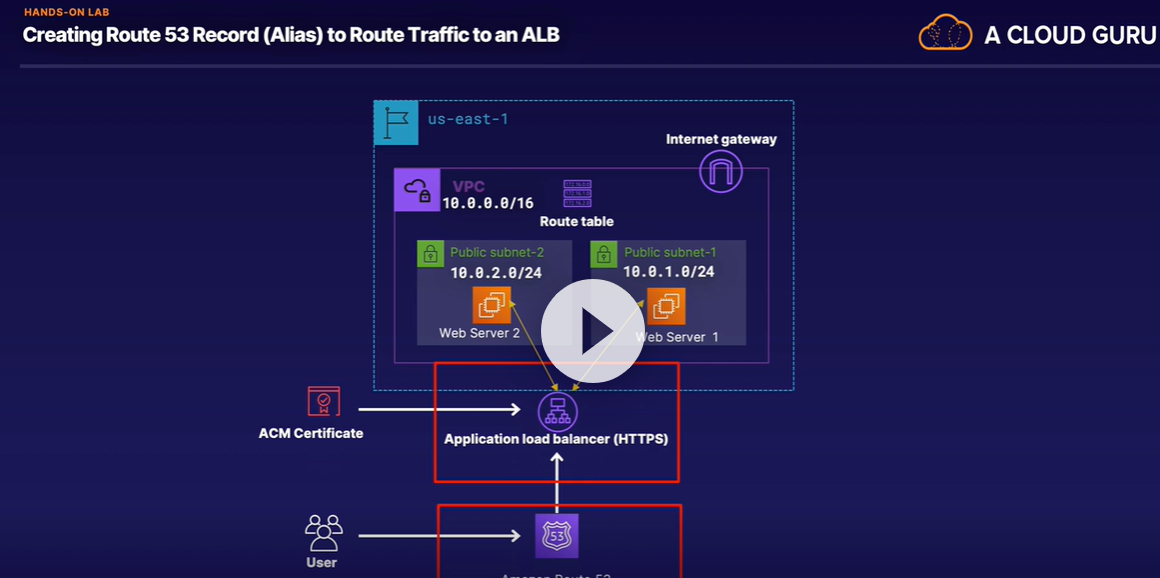 HANDS-ON LAB
Creating Route 53 Record (Alias) to Route Traffic to an ALB
A CLOUD GURU
us-east-1
Internet gateway
VPC
10.0.0.0/16
Route table
Public subnet-2
10.0.2.0/24
Web Server 2
Public subnet-1
10.0.1.0/24
Web Server 1
ACM Certificate
Application load balancer (HTTPS)
User
53
Amazon Route 53